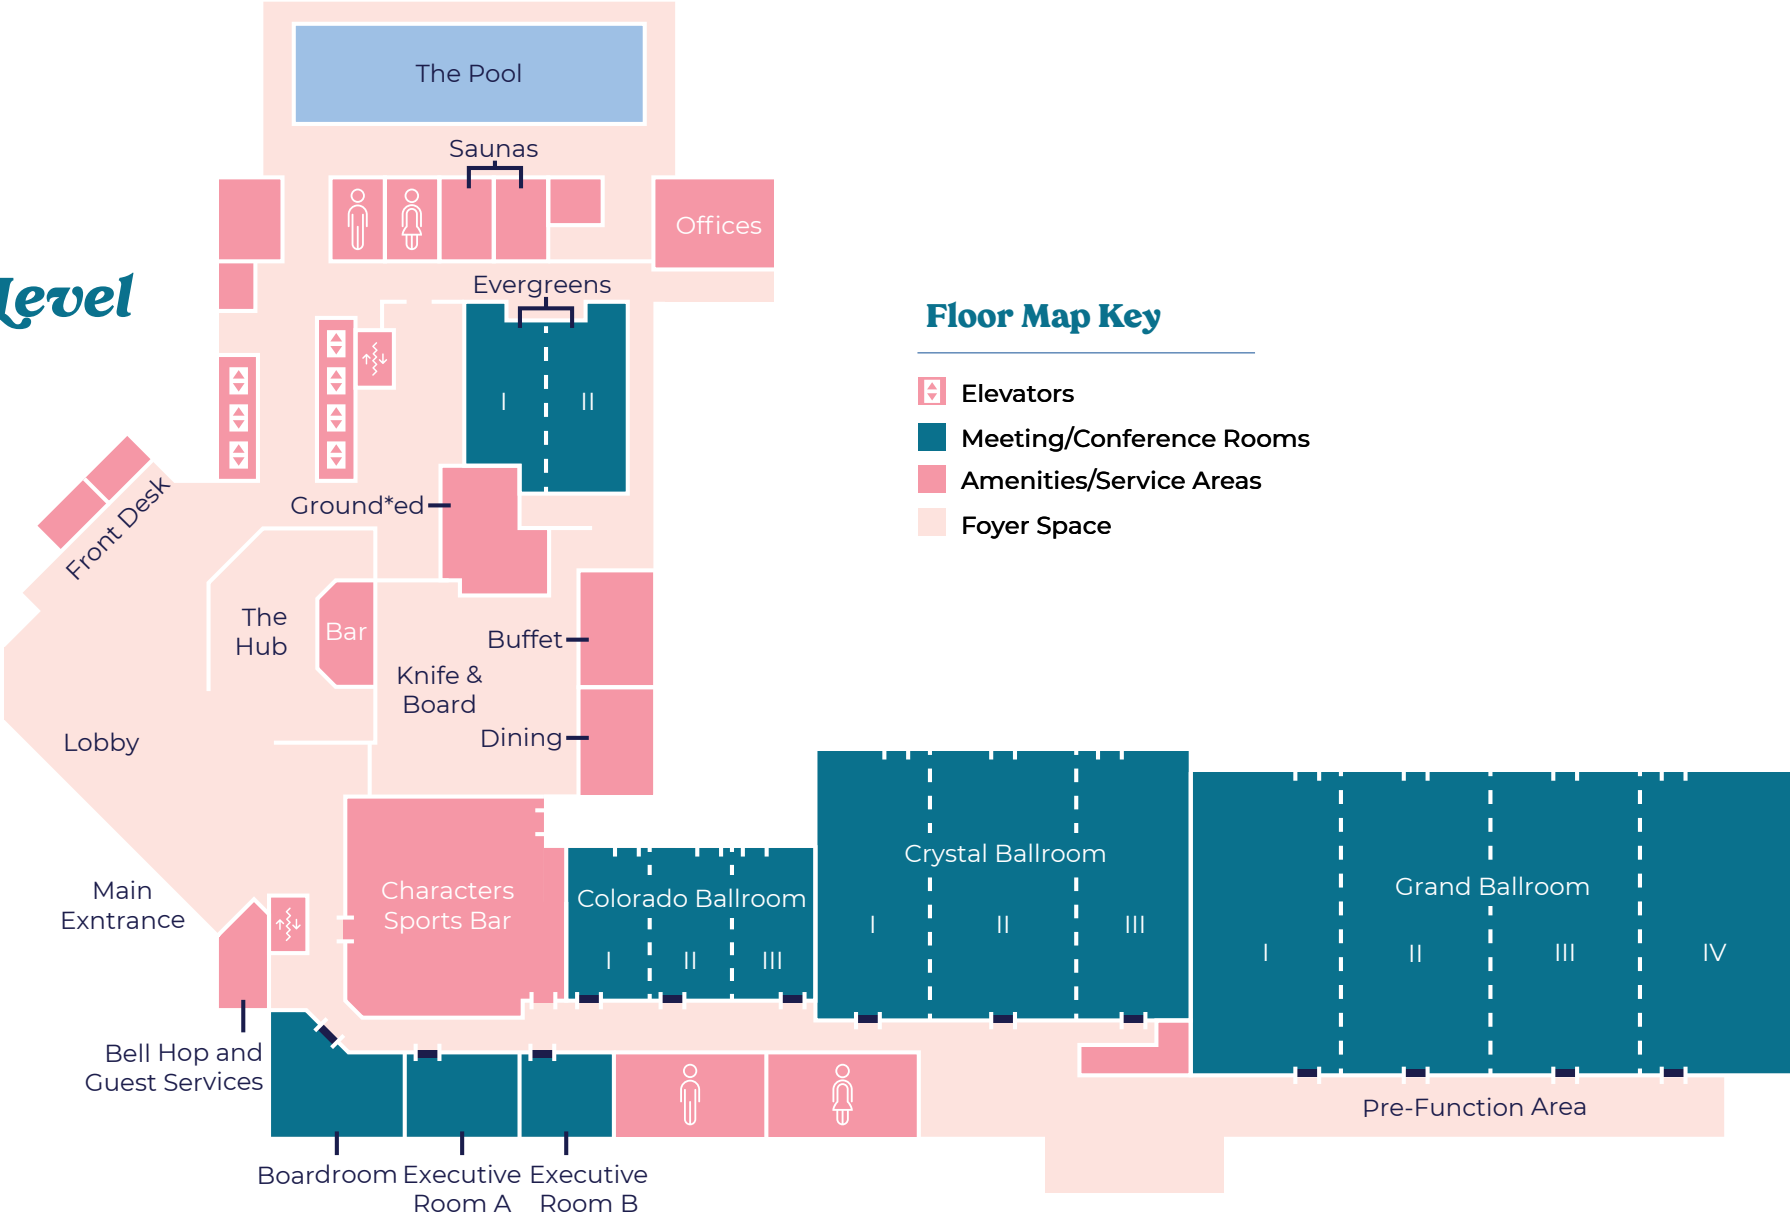 The Pool
Saunas
Offices
Level
Evergreens
I
II
Floor Map Key
Elevators
Meeting/Conference Rooms
Amenities/Service Areas
Foyer Space
Front Desk
Ground*ed
The
Hub
Bar
Buffet
Knife &
Board
Dining
Lobby
Main
Exntrance
Characters
Sports Bar
Colorado Ballroom
I
II
III
Crystal Ballroom
I
II
III
Grand Ballroom
I
II
III
IV
Bell Hop and
Guest Services
Pre-Function Area
Boardroom
Executive
Room A
Executive
Room B